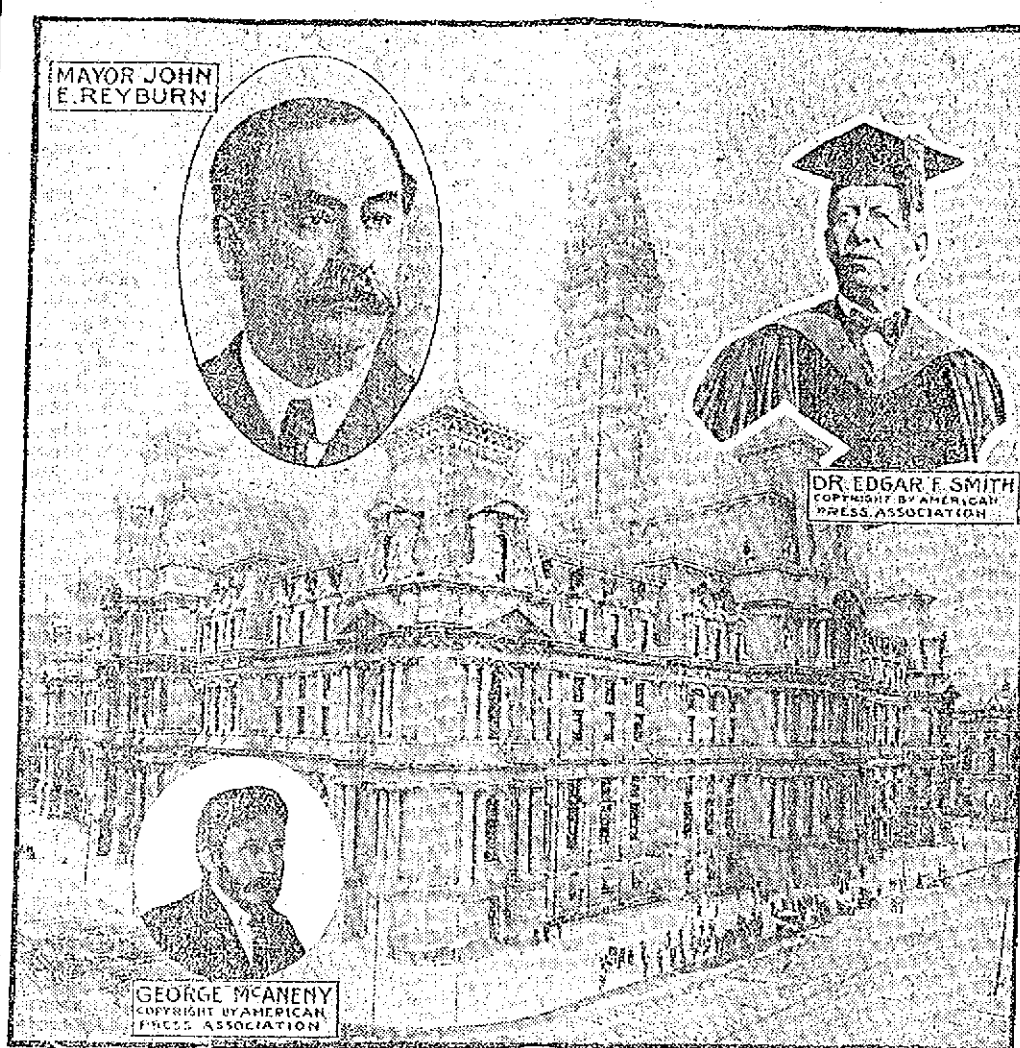 MAYOR JOHN
E. REYBURN
DR. EDGAR F. SMITH
COPYRIGHT BY AMERICAN
PRESS ASSOCIATION
GEORGE McANENY
COPYRIGHT BY AMERICAN
PRESS ASSOCIATION